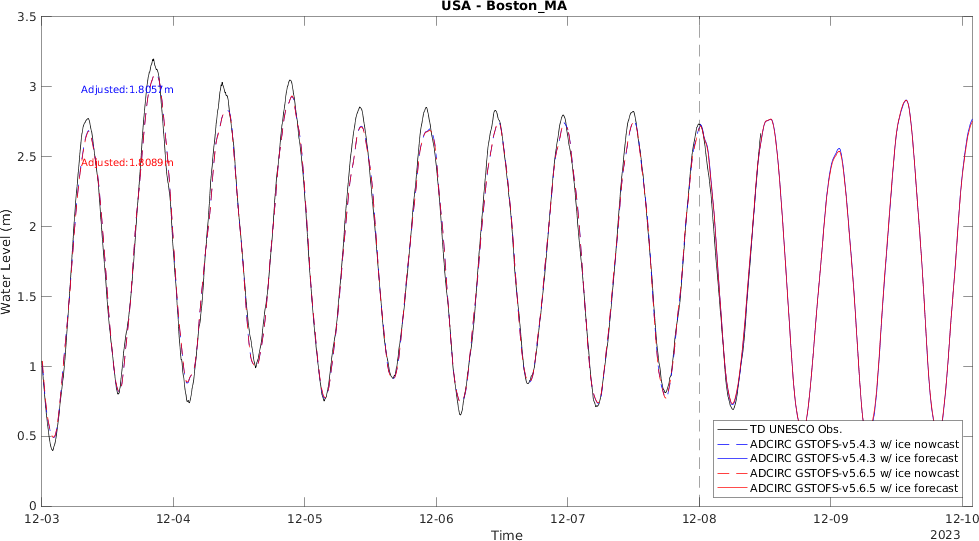 USA - Boston_MA
3.5
3
2.5
2
1.5
1
0.5
0
Water Level (m)
Adjusted:1.8057m
Adjusted:1.8089m
TD UNESCO Obs.
ADCIRC GSTOFS-v5.4.3 w/ ice nowcast
ADCIRC GSTOFS-v5.4.3 w/ ice forecast
ADCIRC GSTOFS-v5.6.5 w/ ice nowcast
ADCIRC GSTOFS-v5.6.5 w/ ice forecast
12-03 12-04 12-05 12-06 12-07 12-08 12-09 12-10
Time
2023